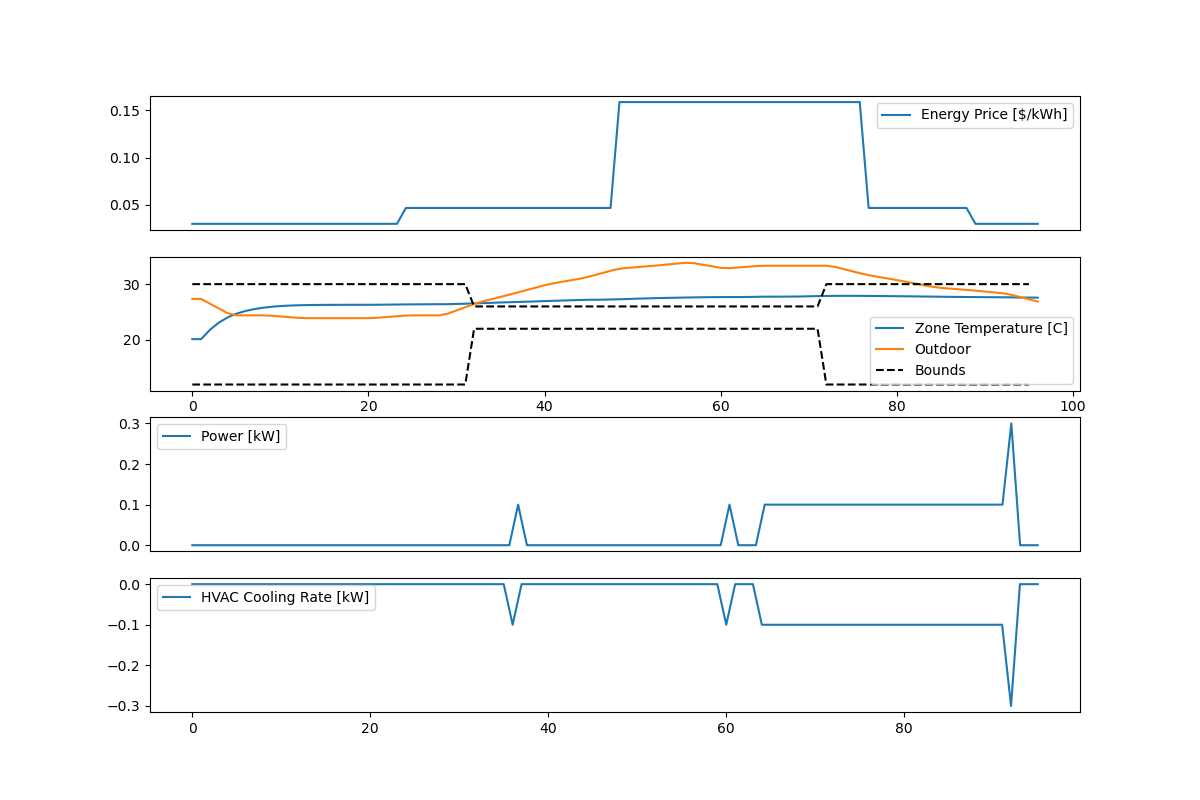 0.15
0.10
0.05
Energy Price [$/kWh]
30
20
Zone Temperature [C]
Outdoor
Bounds
0 20 40 60 80 100
0.3
0.2
0.1
0.0
Power [kW]
0.0
−0.1
−0.2
−0.3
HVAC Cooling Rate [kW]
0 20 40 60 80